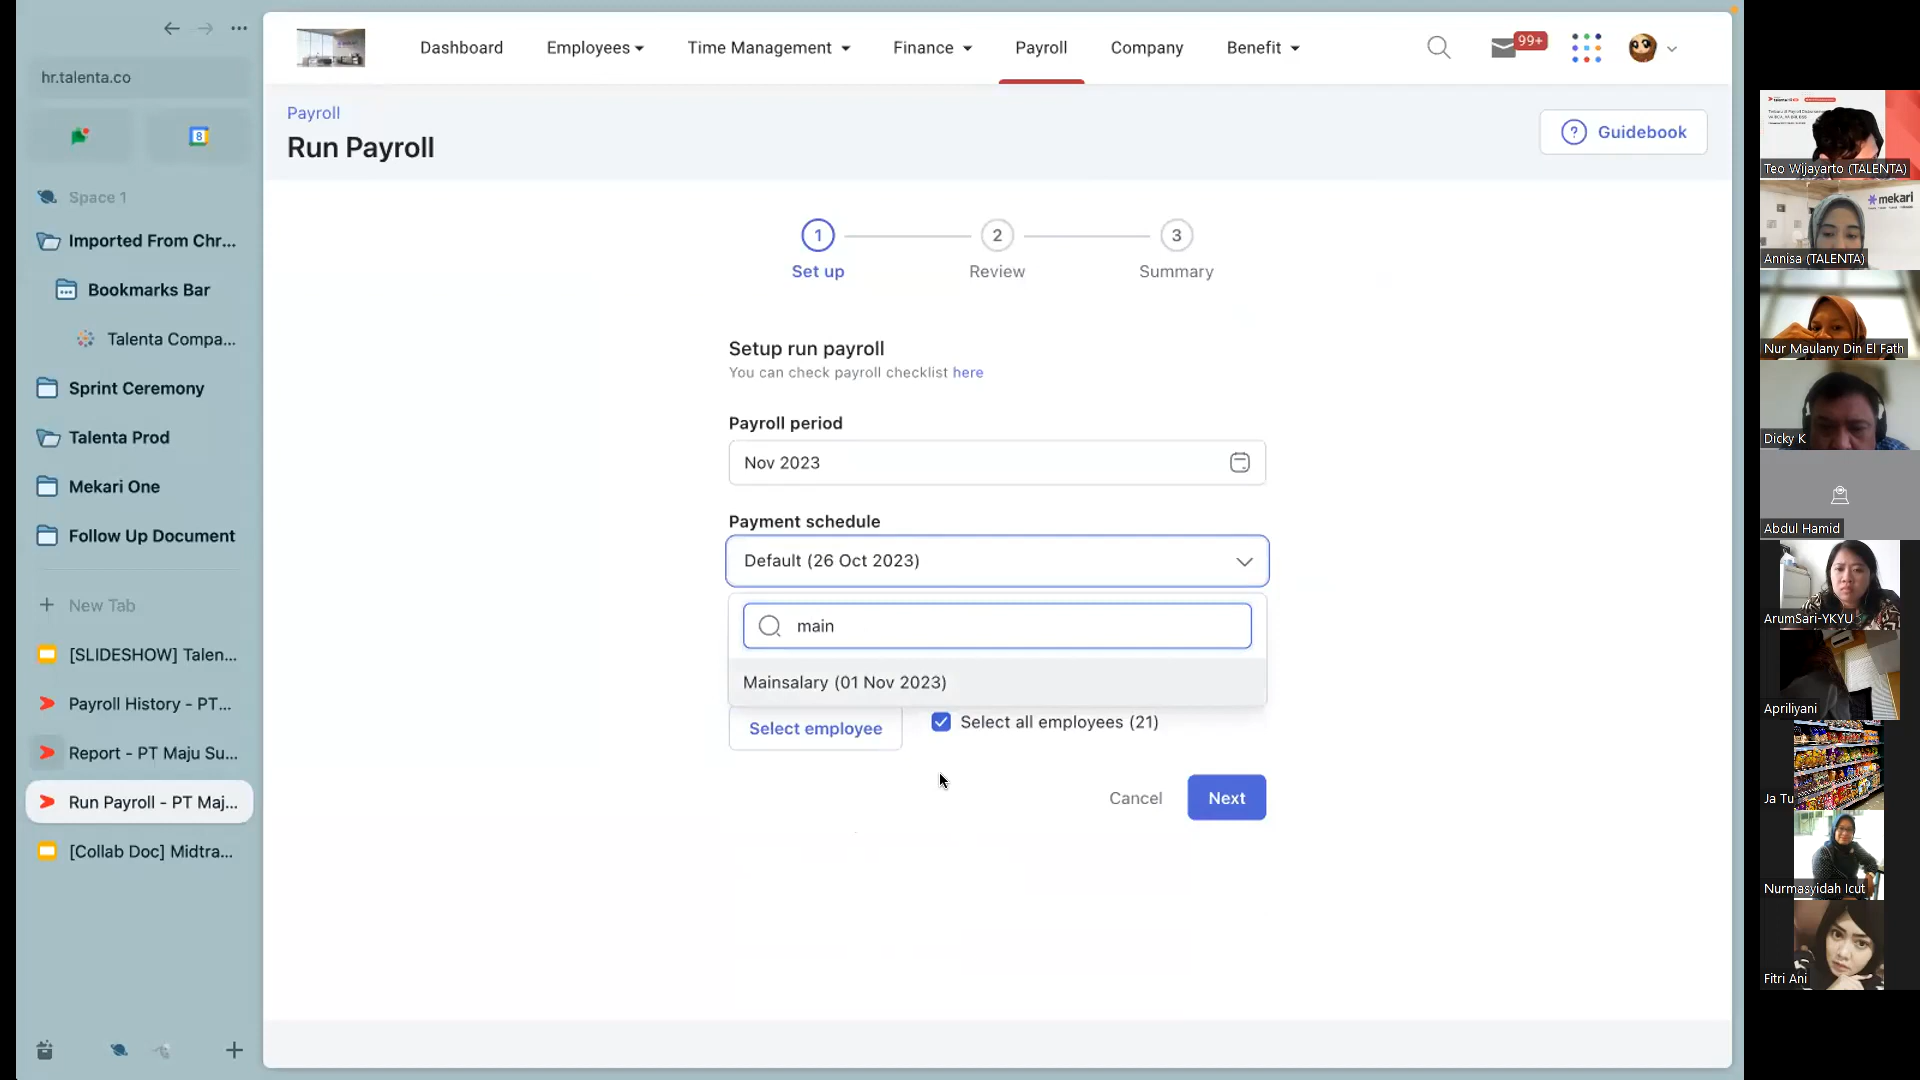 hr.talenta.co
8
Space 1
Imported From Chr...
Bookmarks Bar
Talenta Compa...
Sprint Ceremony
Talenta Prod
Mekari One
Follow Up Document
New Tab
[SLIDESHOW] Talen...
Payroll History - PT...
Report - PT Maju Su...
Run Payroll - PT Maj...
[Collab Doc] Midtra...
Dashboard
Employees
Time Management
Finance
Payroll
Company
Benefit
99+
Payroll
Run Payroll
Guidebook
1
2
3
Set up
Review
Summary
Setup run payroll
You can check payroll checklist here
Payroll period
Nov 2023
Payment schedule
Default (26 Oct 2023)
main
Mainsalary (01 Nov 2023)
Select employee
Select all employees (21)
Cancel
Next
Teo Wijayarto (TALENTA)
mekari
Annisa (TALENTA)
Nur Maulany Din El Fath
Dicky K
Abdul Hamid
ArumSari-YKYU
Apriliyani
Ja Tu
Nurmasyidah Icut
Fitri Ani